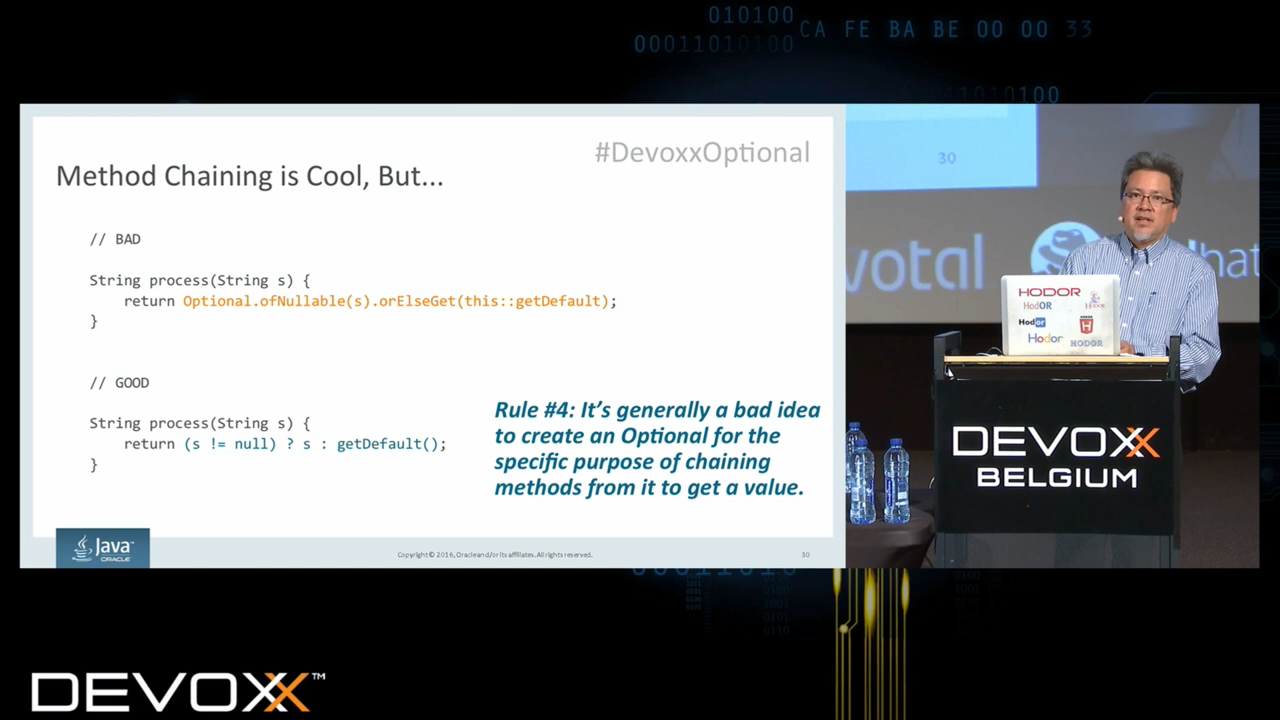 010100
00011010100
CA FE BA BE 00 00 33
1010100
#DevoxxOptional
Method Chaining is Cool, But...
// BAD
String process(String s) {
return Optional.ofNullable(s).orElseGet(this::getDefault);
}
// GOOD
String process(String s) {
return (s != null) ? s : getDefault();
}
Rule #4: It's generally a bad idea
to create an Optional for the
specific purpose of chaining
methods from it to get a value.
Java™
ORACLE
Copyright © 2016, Oracle and/or its affiliates. All rights reserved.
30
30
votal
hat
HODOR
HodOR
Hodor
Hodor
HODOR
DEVOXX
BELGIUM
DEVOXX™